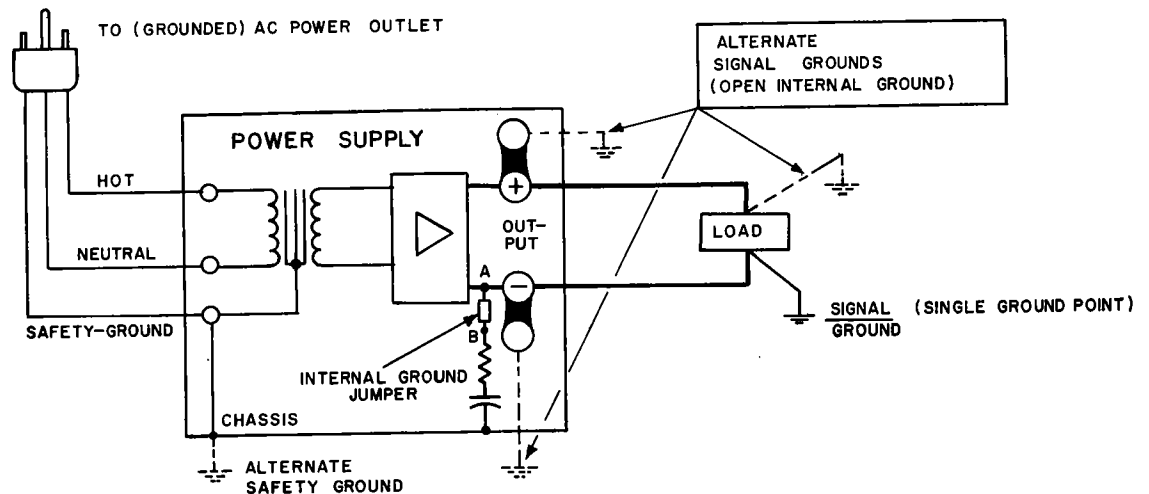 TO (GROUNDED) AC POWER OUTLET
ALTERNATE
SIGNAL GROUNDS
(OPEN INTERNAL GROUND)
POWER SUPPLY
HOT
+
OUT-
PUT
LOAD
NEUTRAL
A
−
SAFETY-GROUND
B
SIGNAL (SINGLE GROUND POINT)
GROUND
INTERNAL GROUND
JUMPER
CHASSIS
ALTERNATE
SAFETY GROUND